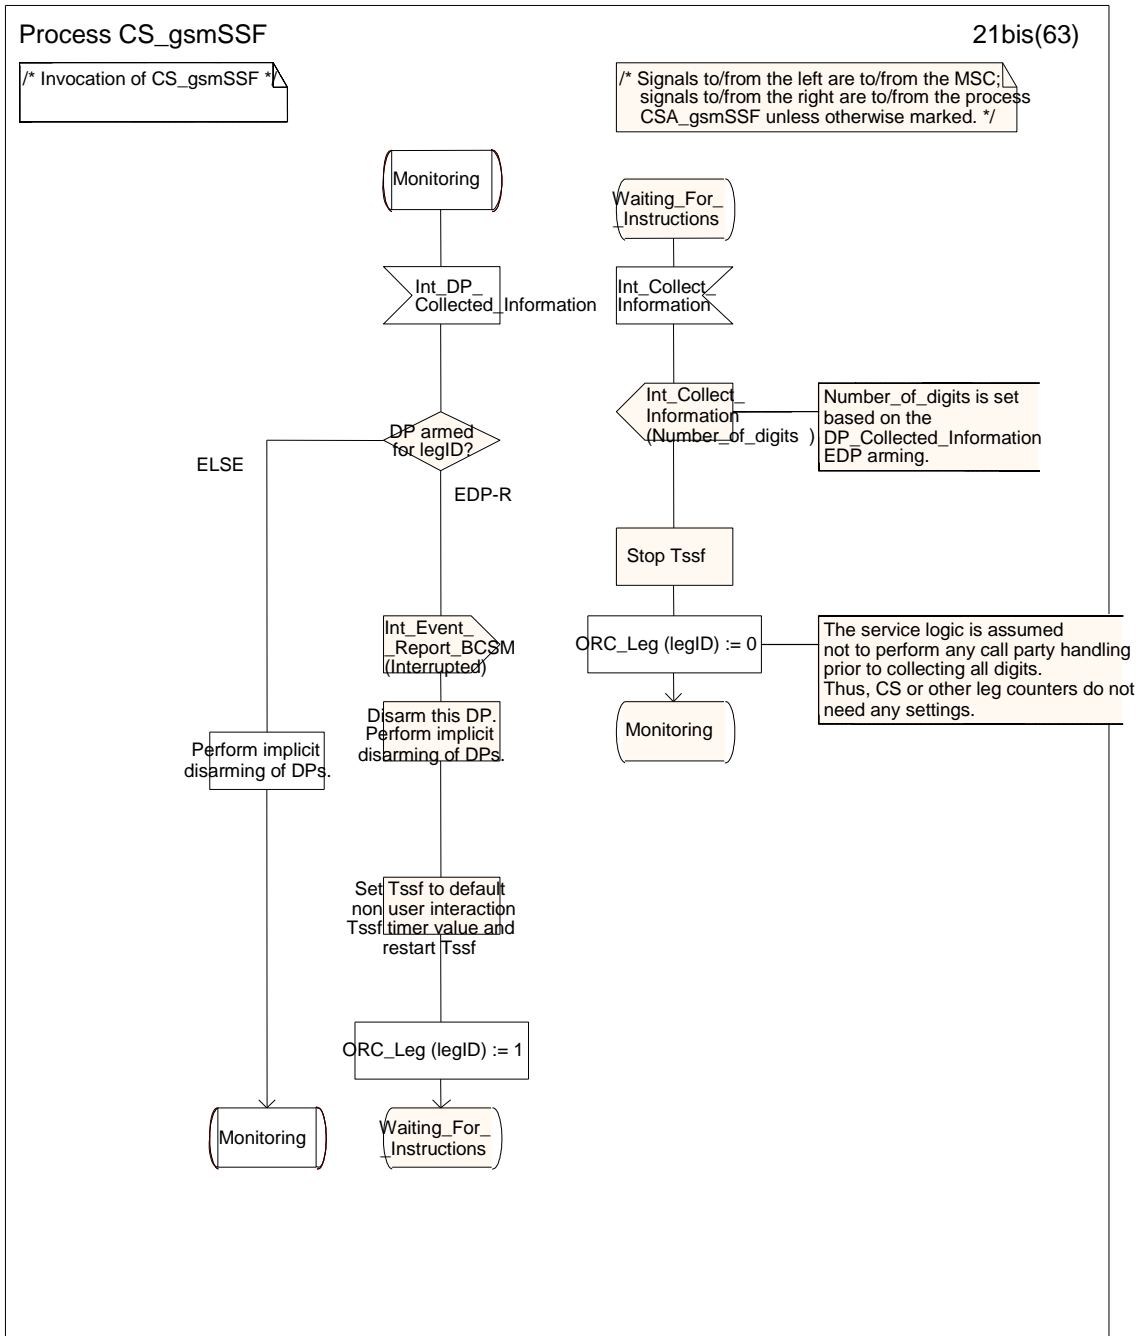 Process CS_gsmSSF
21bis(63)
/* Invocation of CS_gsmSSF */
/* Signals to/from the left are to/from the MSC;
signals to/from the right are to/from the process
CSA_gsmSSF unless otherwise marked. */
Monitoring
Int_DP_
Collected_Information
DP armed
for legID?
ELSE
EDP-R
Int_Event_
_Report_BCSM
(Interrupted)
Disarm this DP.
Perform implicit
disarming of DPs.
Perform implicit
disarming of DPs.
Set Tssf to default
non user interaction
Tssf timer value and
restart Tssf
ORC_Leg (legID) := 1
Monitoring
Waiting_For_
_Instructions
Waiting_For_
_Instructions
Int_Collect_
Information
Int_Collect_
Information
(Number_of_digits )
Number_of_digits is set
based on the
DP_Collected_Information
EDP arming.
Stop Tssf
ORC_Leg (legID) := 0
The service logic is assumed
not to perform any call party handling
prior to collecting all digits.
Thus, CS or other leg counters do not
need any settings.
Monitoring